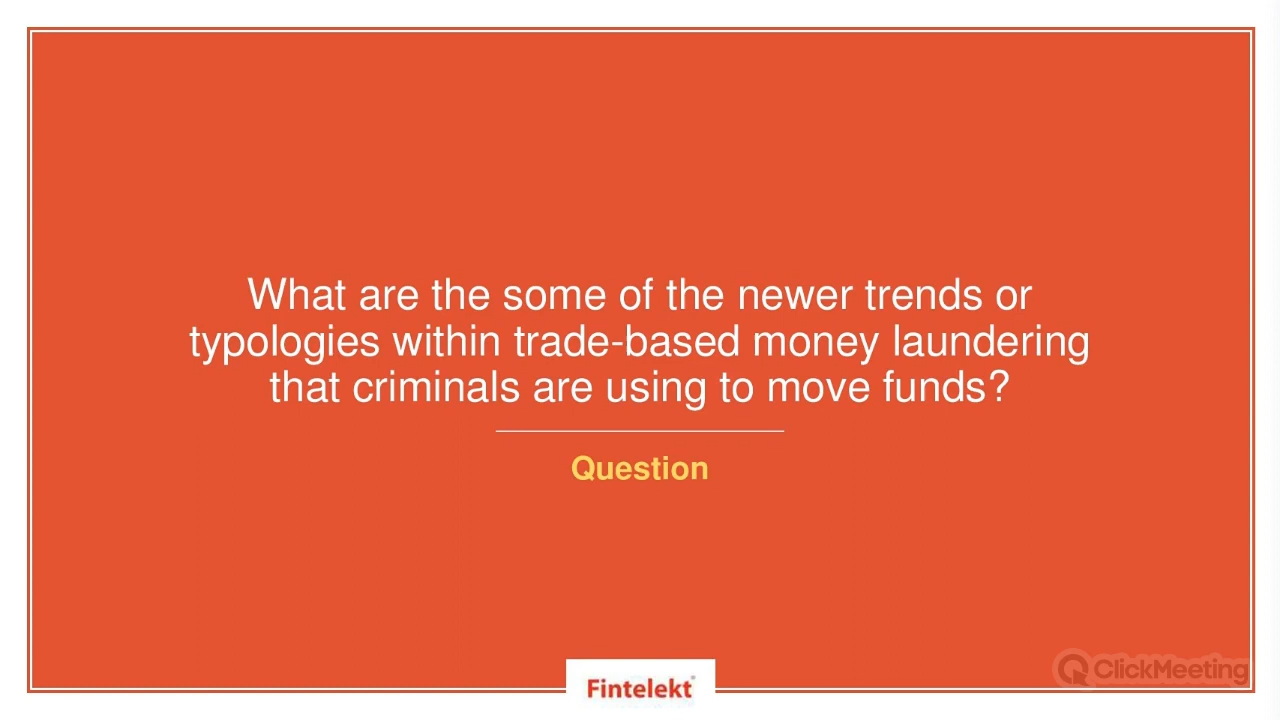 What are the some of the newer trends or
typologies within trade-based money laundering
that criminals are using to move funds?
Question
Fintelekt
ClickMeeting